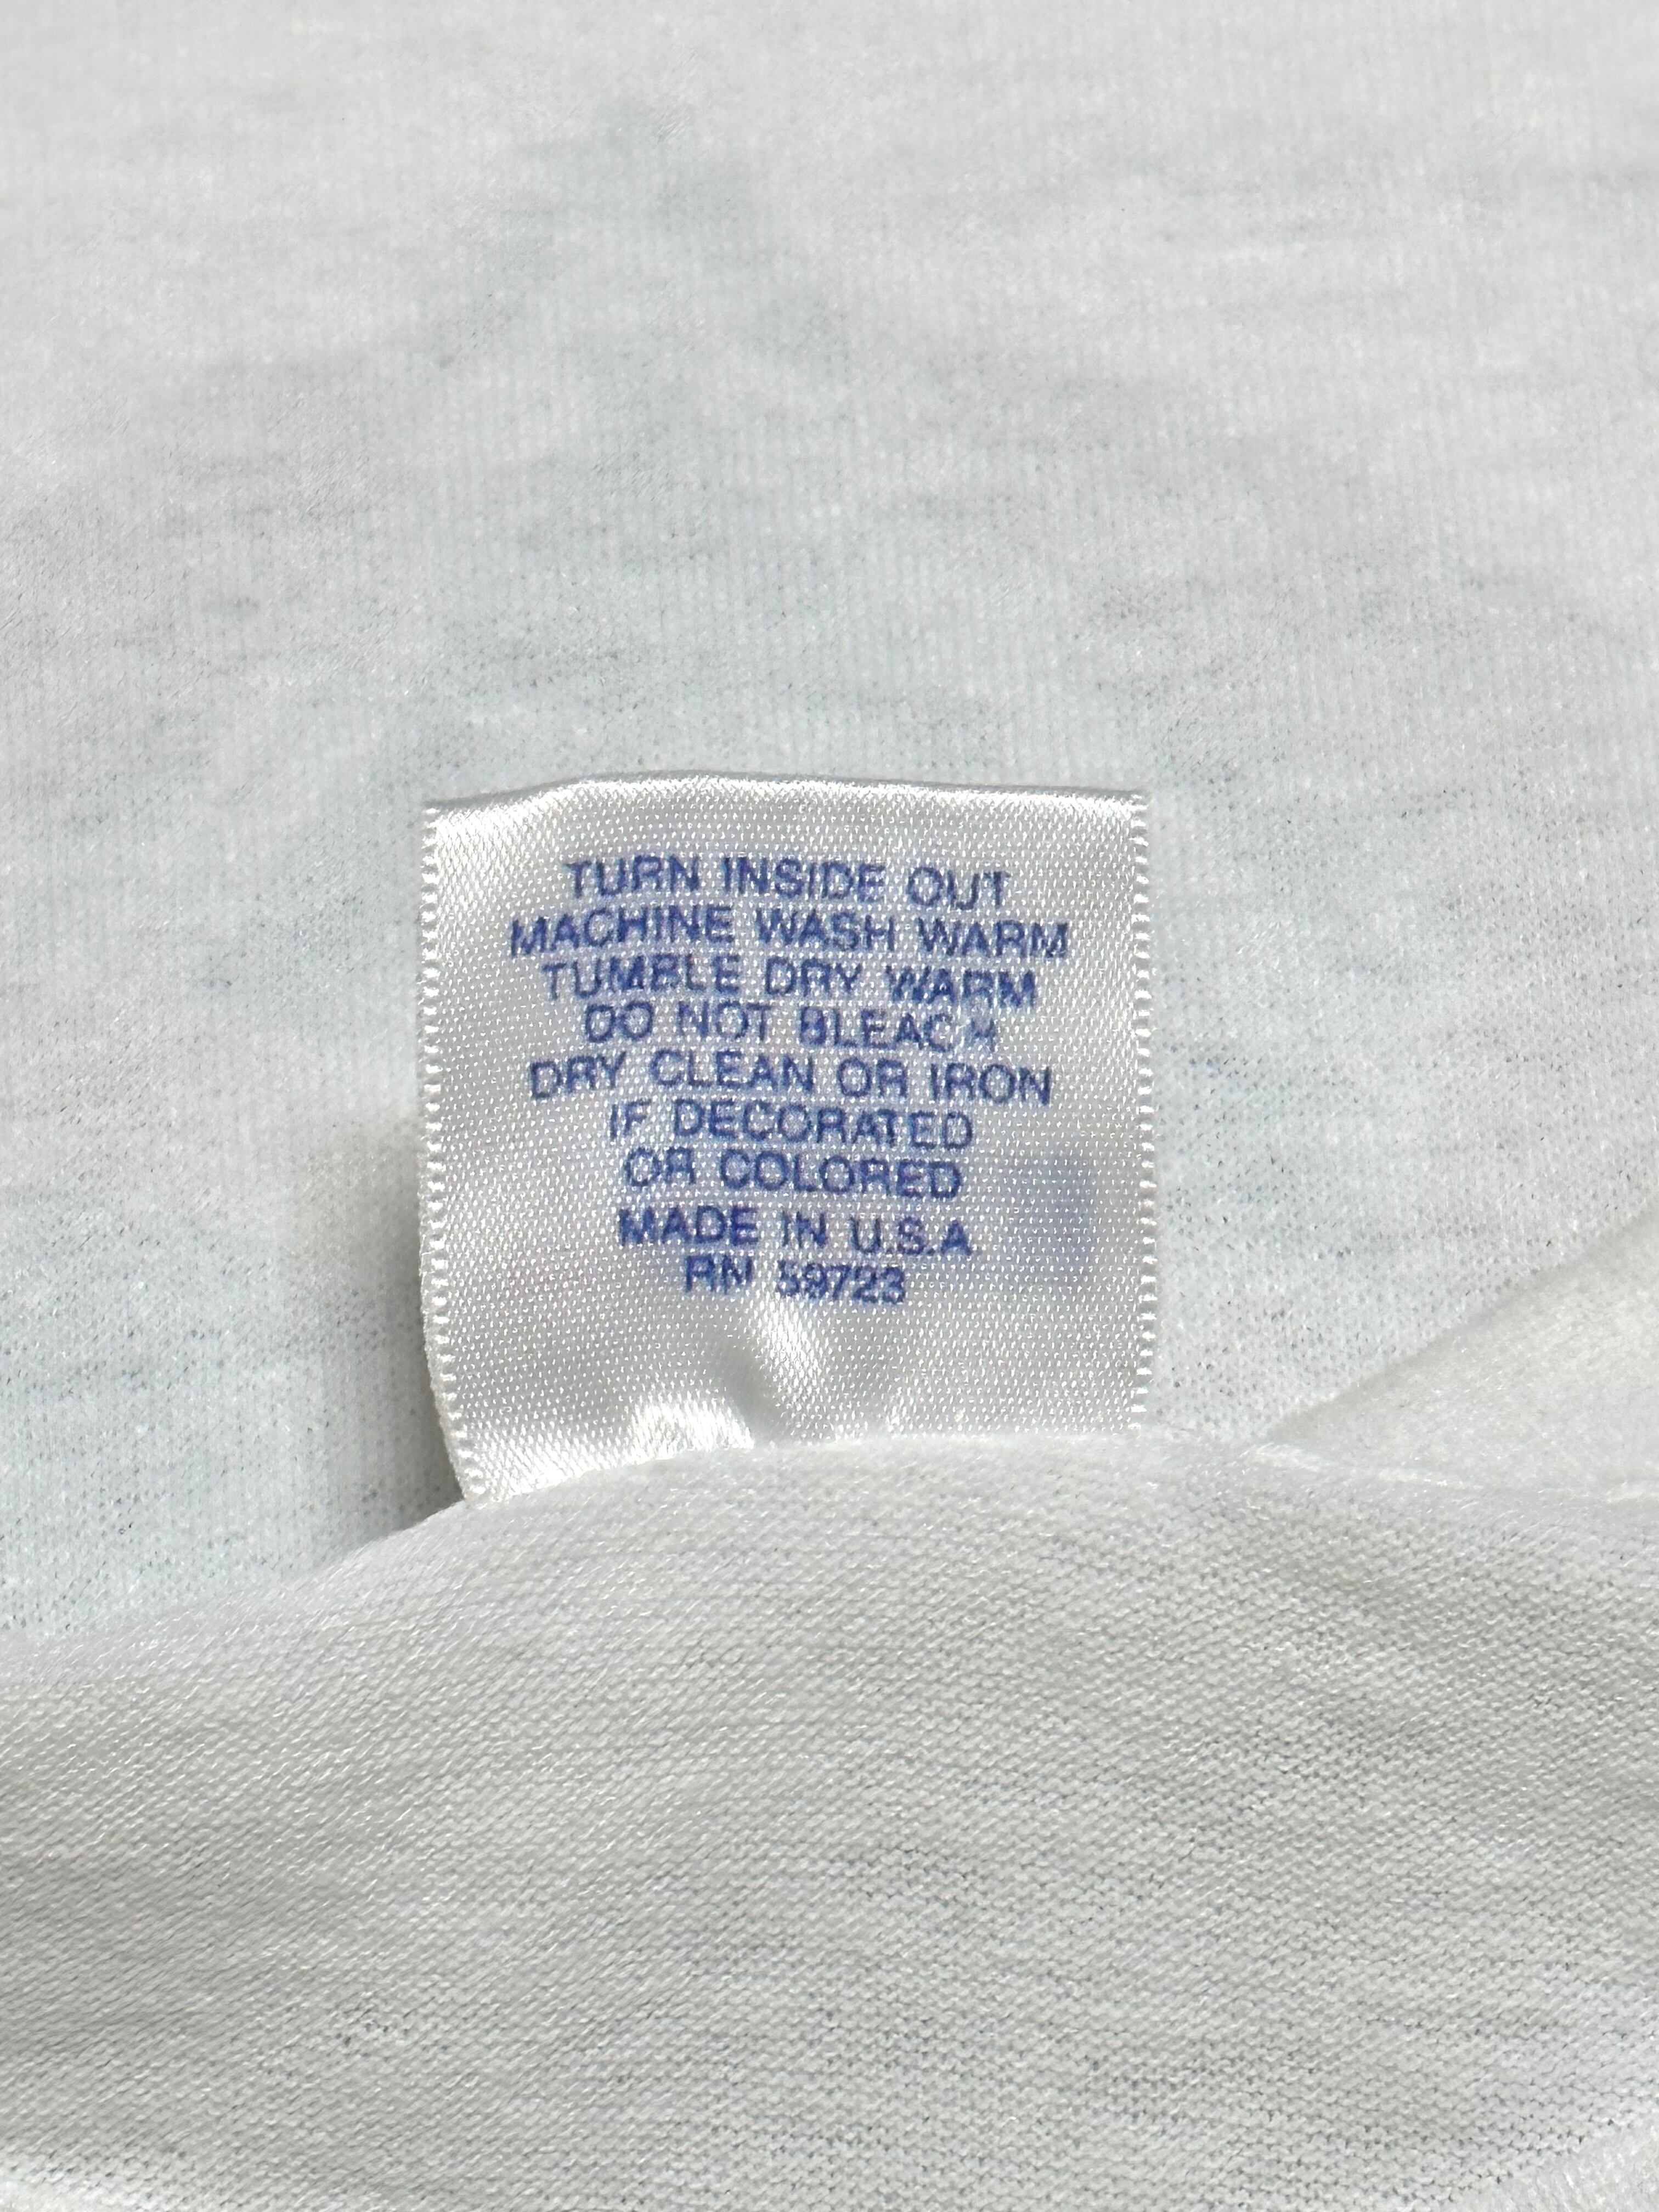 TURN INSIDE OUT
MACHINE WASH WARM
TUMBLE DRY WARM
DO NOT BLEACH
DRY CLEAN OR IRON
IF DECORATED
OR COLORED
MADE IN U.S.A
RN 59723